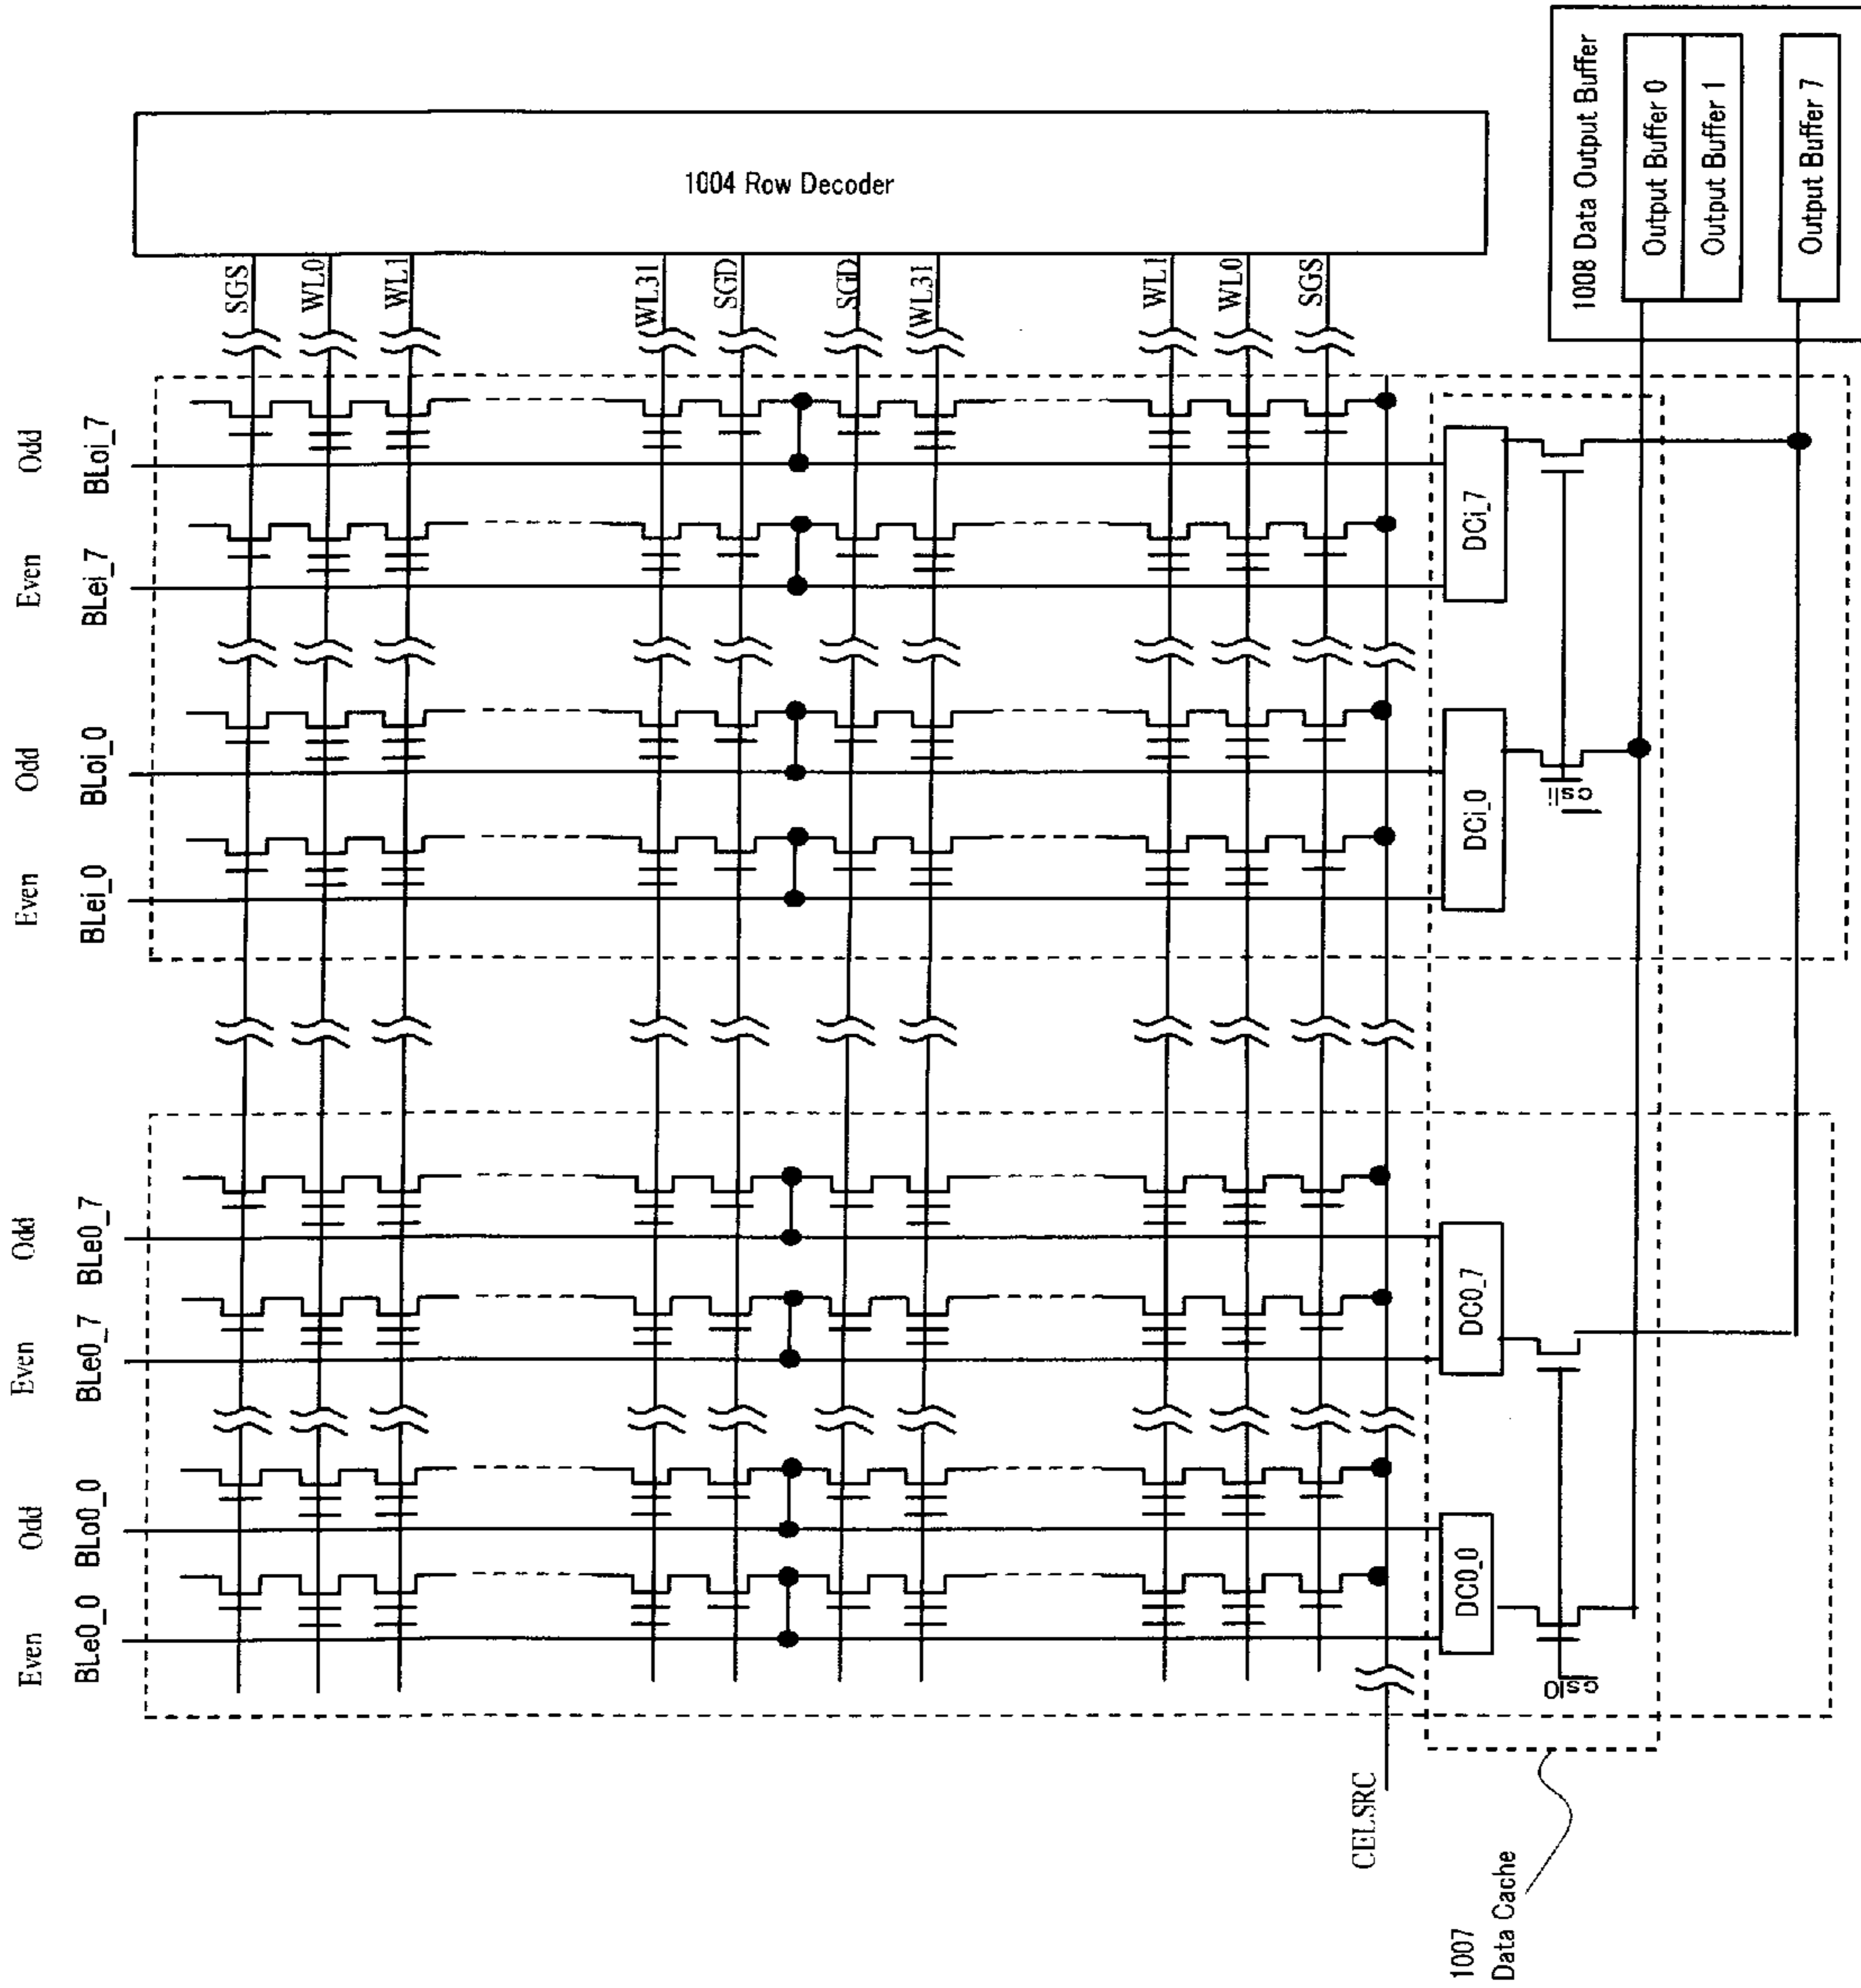 Even Odd Even Odd Even Odd Even Odd
BLe0_0 BLo0_0 BLe0_7 BLe0_7 BLei_0 BLoi_0 BLei_7 BLoi_7
1004 Row Decoder
SGS
WL0
WL1
WL31
SGD
SGD
WL31
WL1
WL0
SGS
CELSRC
DC0_0 DC0_7 DCi_0 DCi_7
csl0 csli
1007
Data Cache
1008 Data Output Buffer
Output Buffer 0
Output Buffer 1
Output Buffer 7